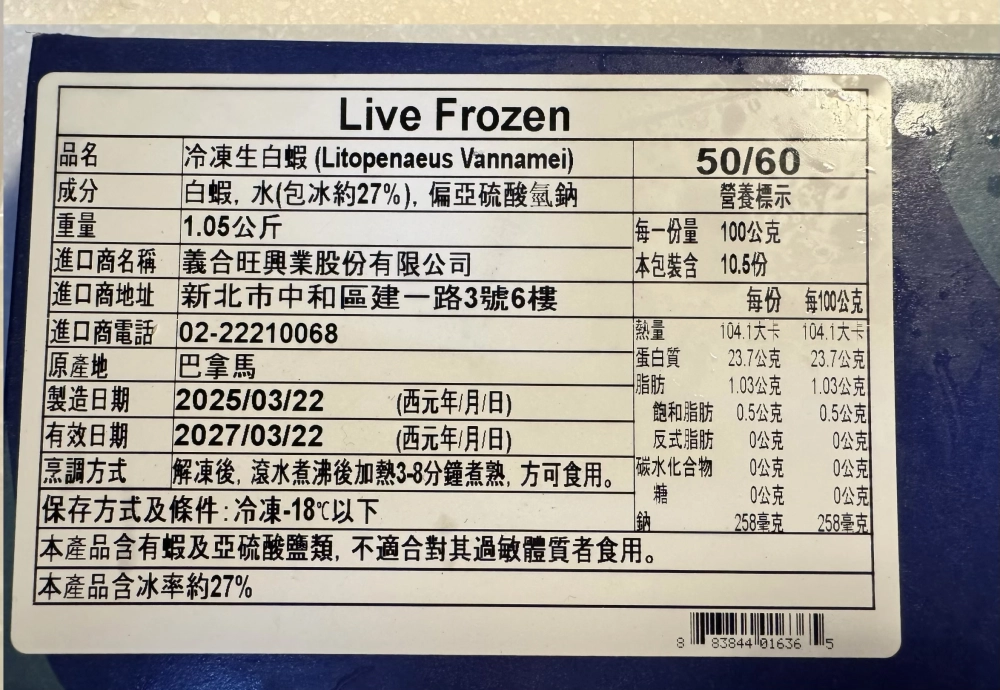 Live Frozen
品名 冷凍生白蝦 (Litopenaeus Vannamei) 50/60
成分 白蝦, 水(包冰約27%), 偏亞硫酸氫鈉
營養標示
重量 1.05公斤
每一份量 100公克
進口商名稱 義合旺興業股份有限公司
本包裝含 10.5份
進口商地址 新北市中和區建一路3號6樓
每份 每100公克
進口商電話 02-22210068
熱量 104.1大卡 104.1大卡
蛋白質 23.7公克 23.7公克
原產地 巴拿馬
脂肪 1.03公克 1.03公克
製造日期 2025/03/22 (西元年/月/日)
飽和脂肪 0.5公克 0.5公克
有效日期 2027/03/22 (西元年/月/日)
反式脂肪 0公克 0公克
烹調方式 解凍後, 滾水煮沸後加熱3-8分鐘煮熟, 方可食用。
碳水化合物 0公克 0公克
糖 0公克 0公克
保存方式及條件:冷凍-18℃以下
鈉 258毫克 258毫克
本產品含有蝦及亞硫酸鹽類, 不適合對其過敏體質者食用。
本產品含冰率約27%
8 83844 01636 5